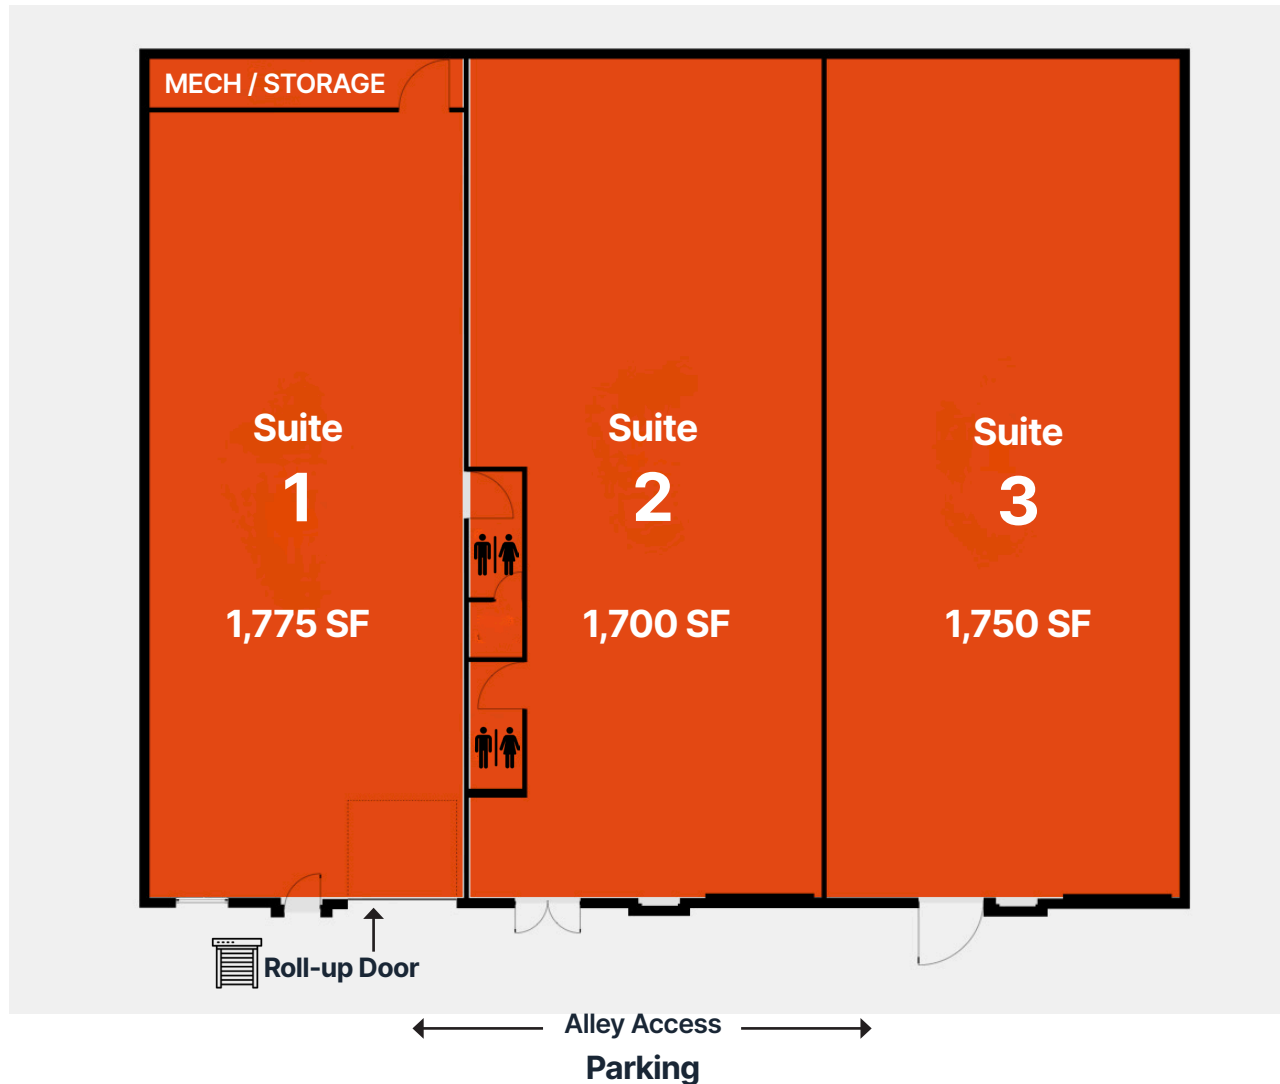 MECH / STORAGE
Suite
1
1,775 SF
Suite
2
1,700 SF
Suite
3
1,750 SF
Roll-up Door
Alley Access
Parking